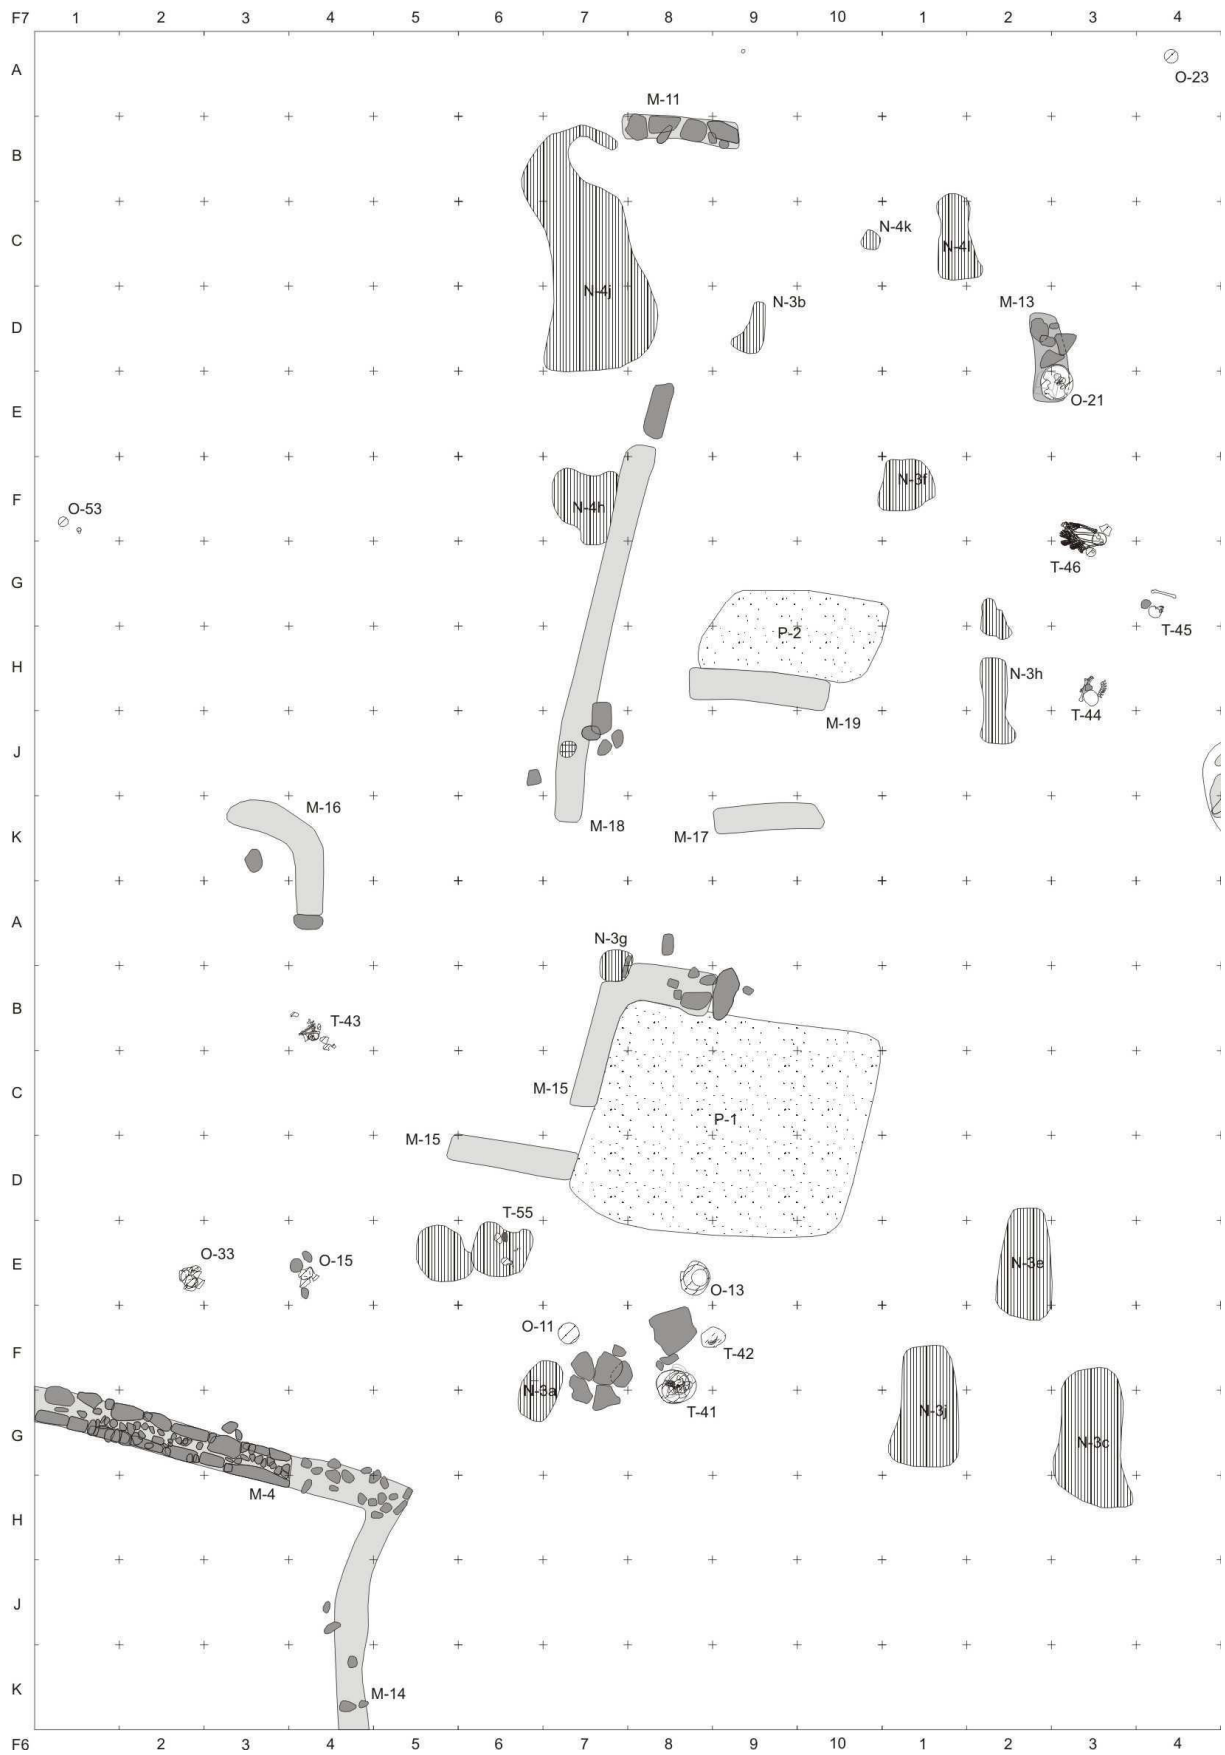 F7 1 2 3 4 5 6 7 8 9 10 1 2 3 4
A
O-23
M-11
B
C
N-4k
N-4l
N-4j
N-3b
M-13
D
O-21
E
F
N-4h
N-3f
O-53
T-46
G
T-45
P-2
H
N-3h
T-44
M-19
J
M-16
M-18
M-17
K
A
N-3g
B
T-43
C
M-15
P-1
M-15
D
T-55
O-33
O-15
E
N-3e
O-13
O-11
F
T-42
N-3a
T-41
N-3j
G
N-3c
M-4
H
J
K
M-14
F6 2 3 4 5 6 7 8 9 10 1 2 3 4